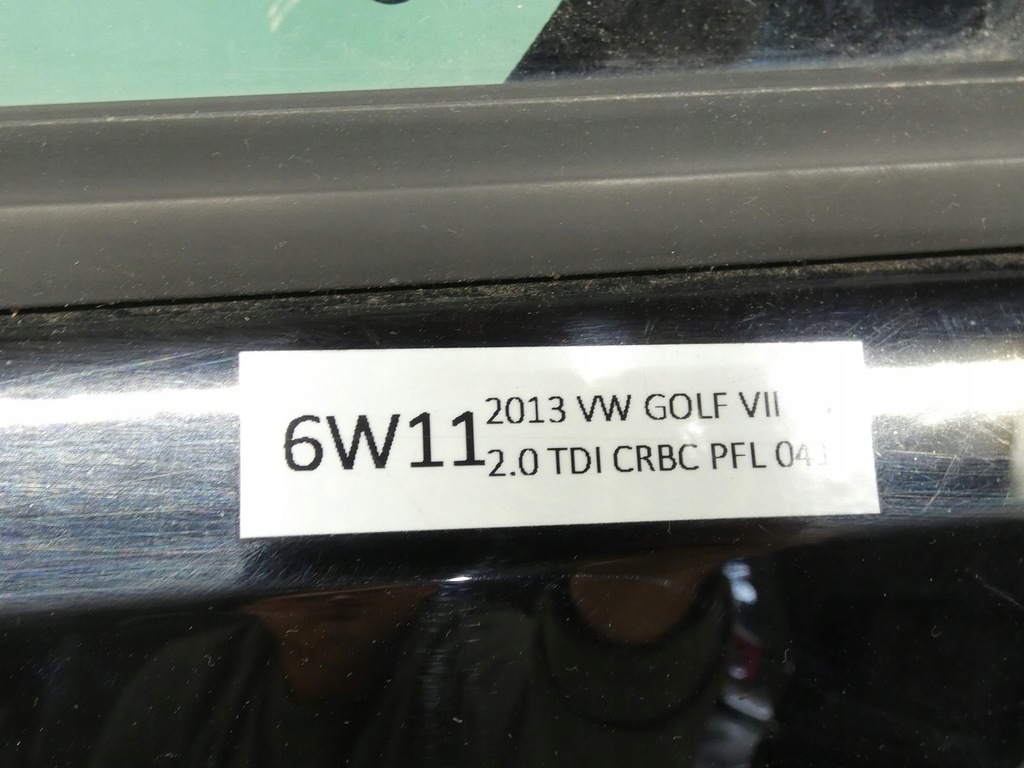 6W11
2013 VW GOLF VII
2.0 TDI CRBC PFL